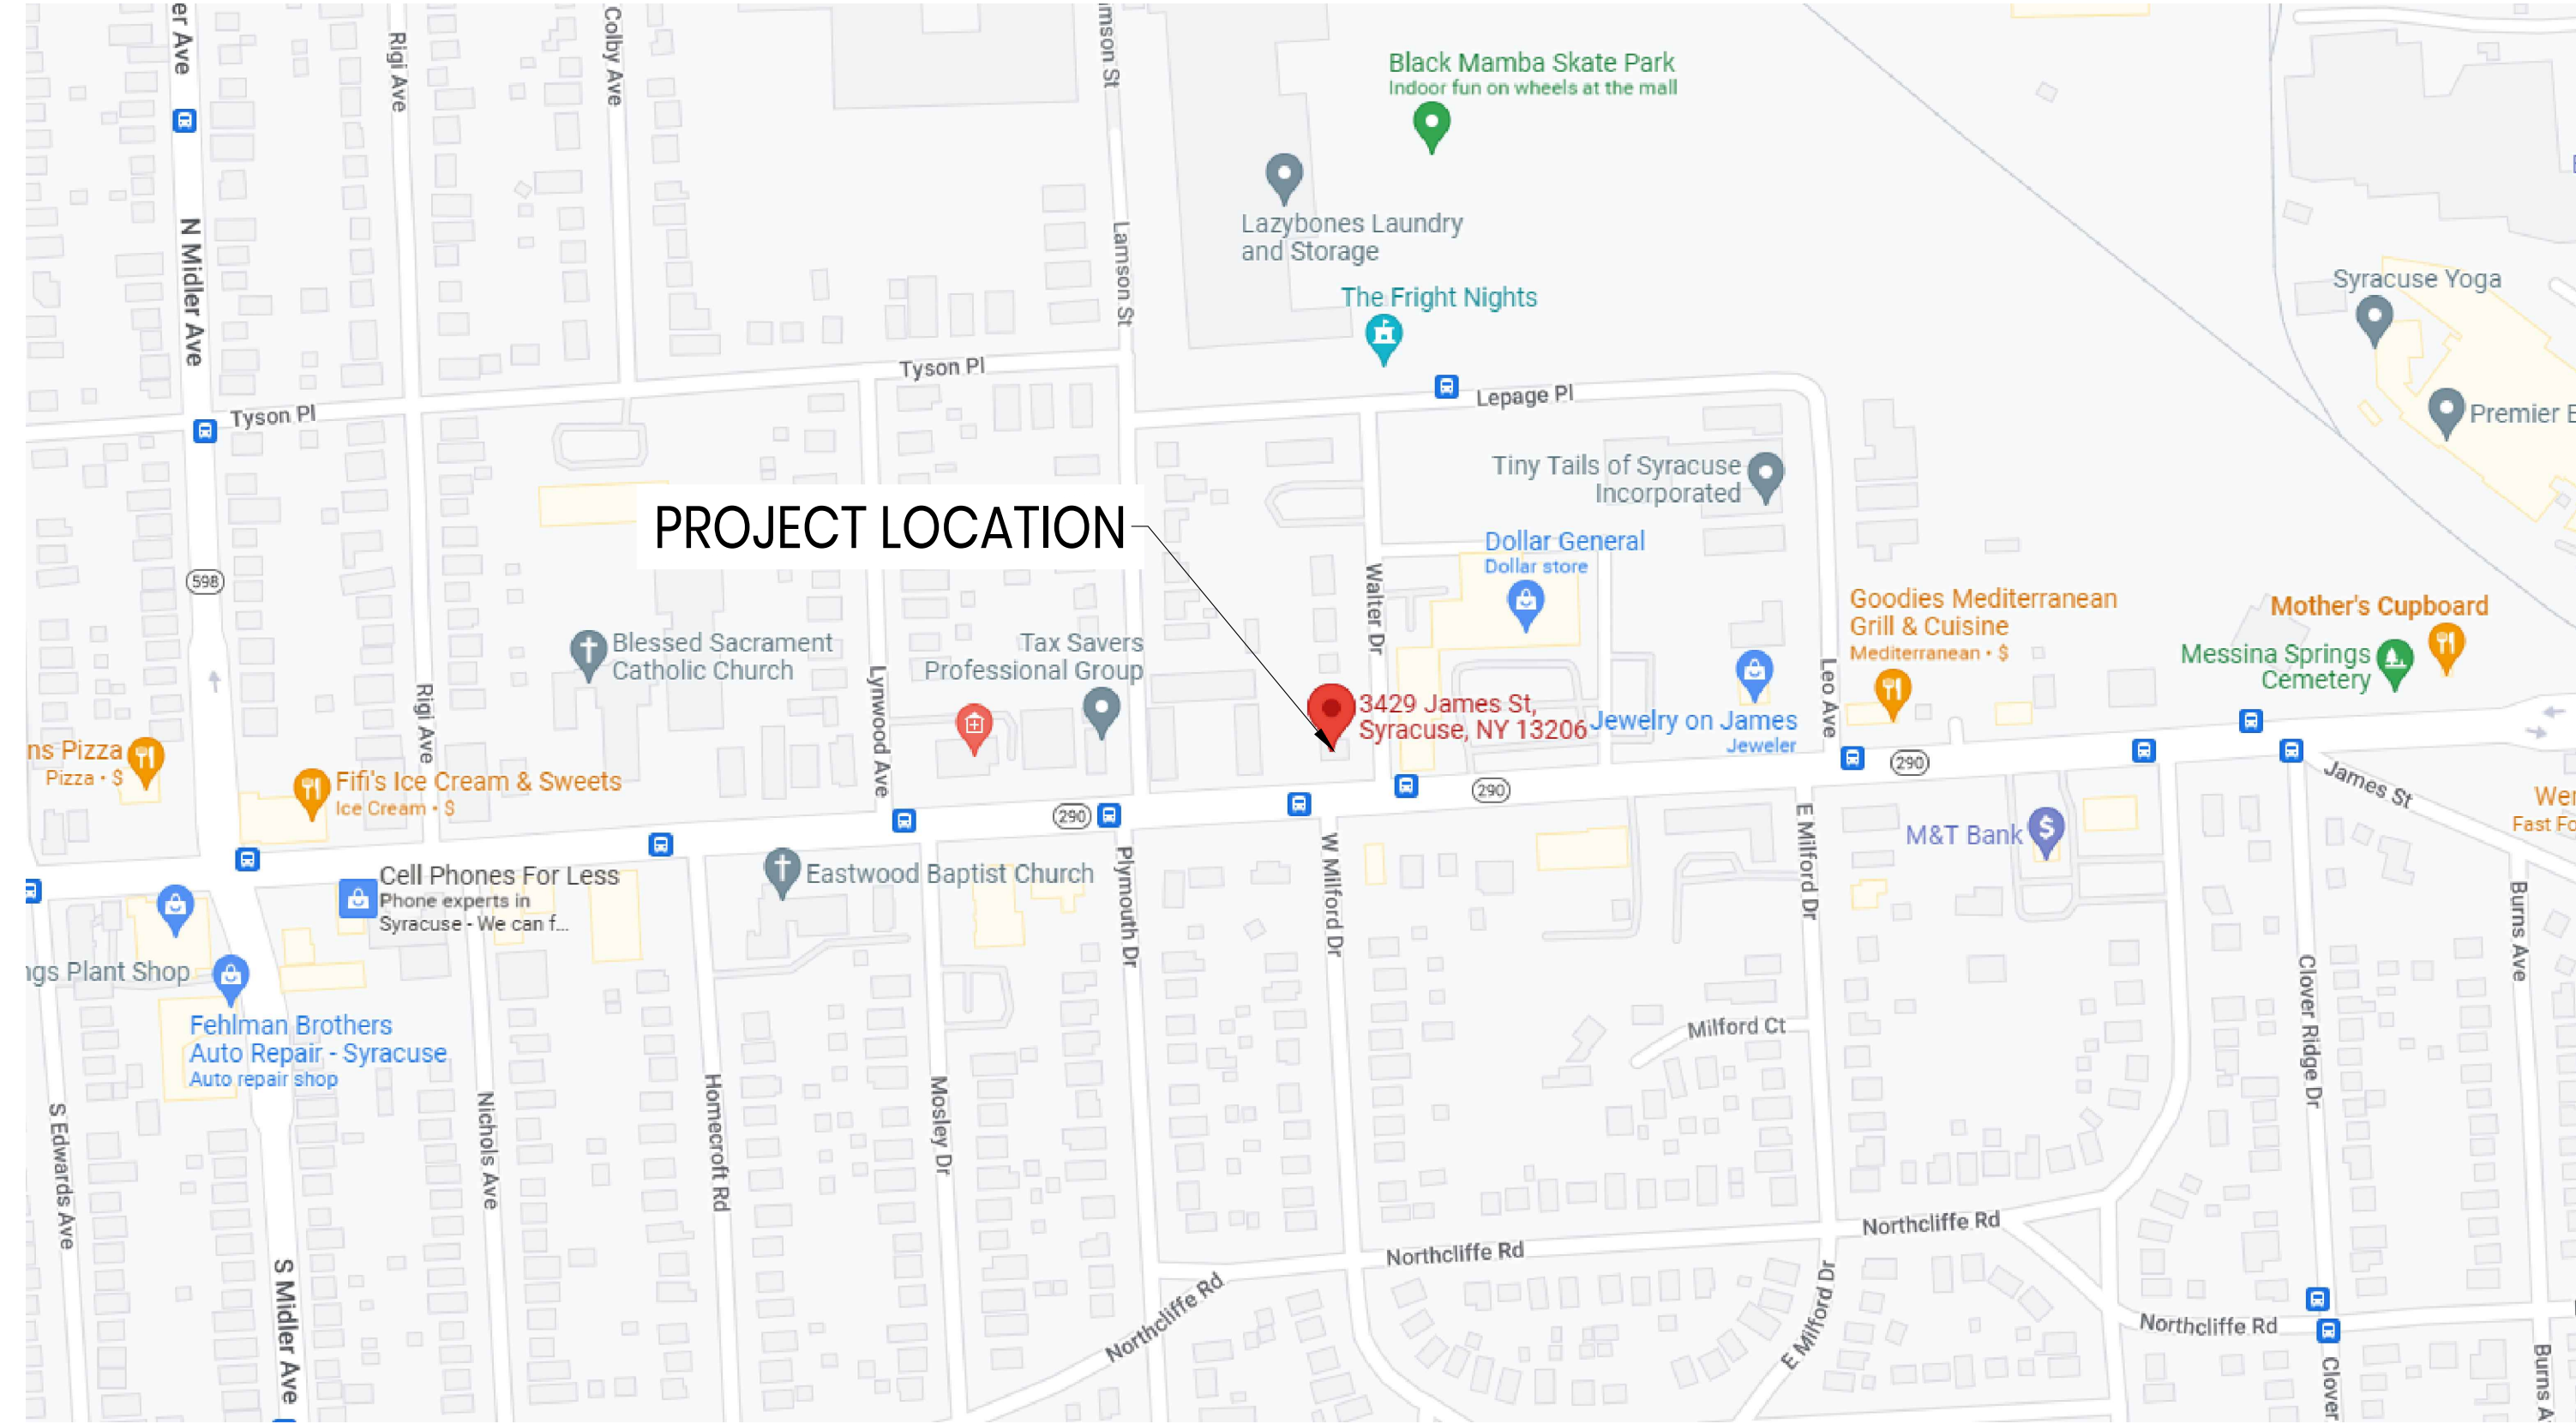 er Ave
Rigi Ave
Colby Ave
mson St
Black Mamba Skate Park
Indoor fun on wheels at the mall
N Midler Ave
Lamson St
Lazybones Laundry
and Storage
The Fright Nights
Syracuse Yoga
Tyson Pl
Tyson Pl
Lepage Pl
Premier E
Tiny Tails of Syracuse
Incorporated
PROJECT LOCATION
Dollar General
Dollar store
598
Walter Dr
Goodies Mediterranean
Grill & Cuisine
Mediterranean • $
Mother's Cupboard
Messina Springs
Cemetery
Blessed Sacrament
Catholic Church
Tax Savers
Professional Group
Lynwood Ave
Rigi Ave
Leo Ave
3429 James St,
Syracuse, NY 13206
Jewelry on James
Jeweler
ns Pizza
Pizza • $
Fifi's Ice Cream & Sweets
Ice Cream • $
290
290
290
James St
Wer
Fast Fo
M&T Bank
Cell Phones For Less
Phone experts in
Syracuse - We can f...
Eastwood Baptist Church
Plymouth Dr
W Milford Dr
E Milford Dr
Burns Ave
ngs Plant Shop
Clover Ridge Dr
Fehlman Brothers
Auto Repair - Syracuse
Auto repair shop
Milford Ct
S Edwards Ave
Nichols Ave
Homecroft Rd
Mosley Dr
Northcliffe Rd
Northcliffe Rd
Northcliffe Rd
Northcliffe Rd
S Midler Ave
E Milford Dr
Clover
Burns A